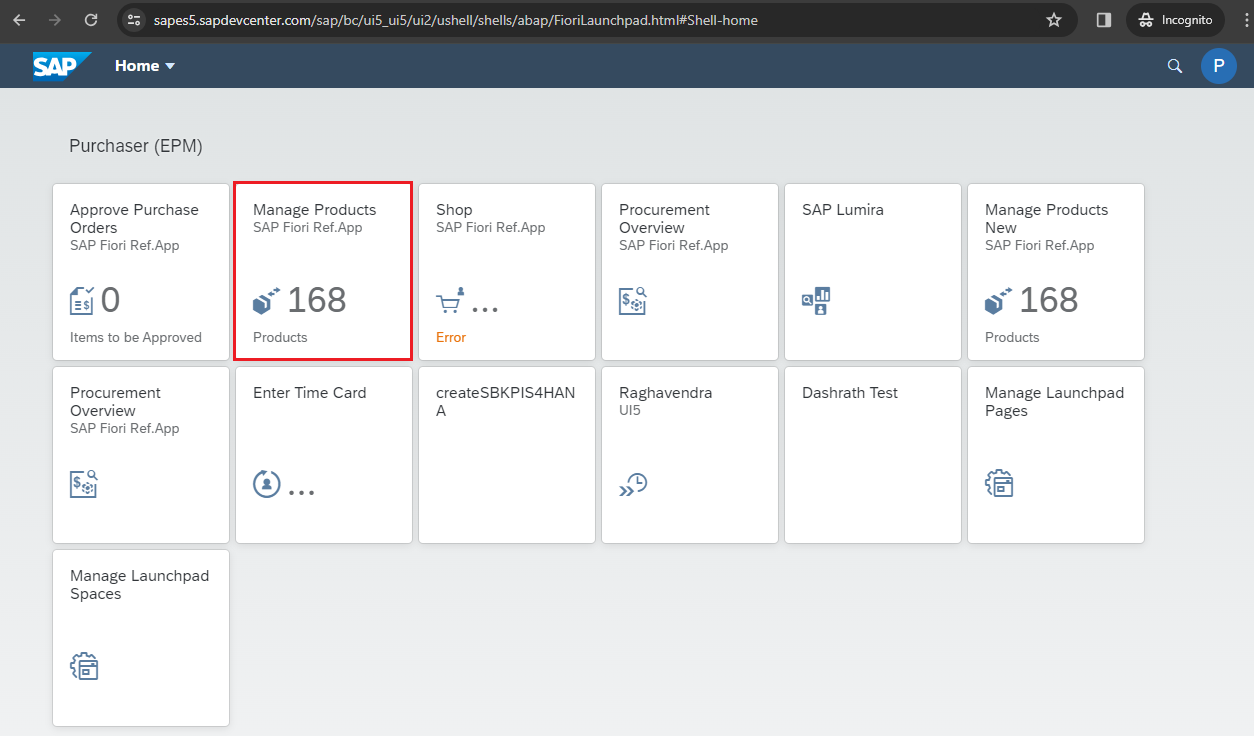 sapes5.sapdevcenter.com/sap/bc/ui5_ui5/ui2/ushell/shells/abap/FioriLaunchpad.html#Shell-home
Incognito
SAP
Home
P
Purchaser (EPM)
Approve Purchase
Orders
SAP Fiori Ref.App
0
Items to be Approved
Manage Products
SAP Fiori Ref.App
168
Products
Shop
SAP Fiori Ref.App
...
Error
Procurement
Overview
SAP Fiori Ref.App
SAP Lumira
Manage Products
New
SAP Fiori Ref.App
168
Products
Procurement
Overview
SAP Fiori Ref.App
Enter Time Card
...
createSBKPIS4HAN
A
Raghavendra
UI5
Dashrath Test
Manage Launchpad
Pages
Manage Launchpad
Spaces